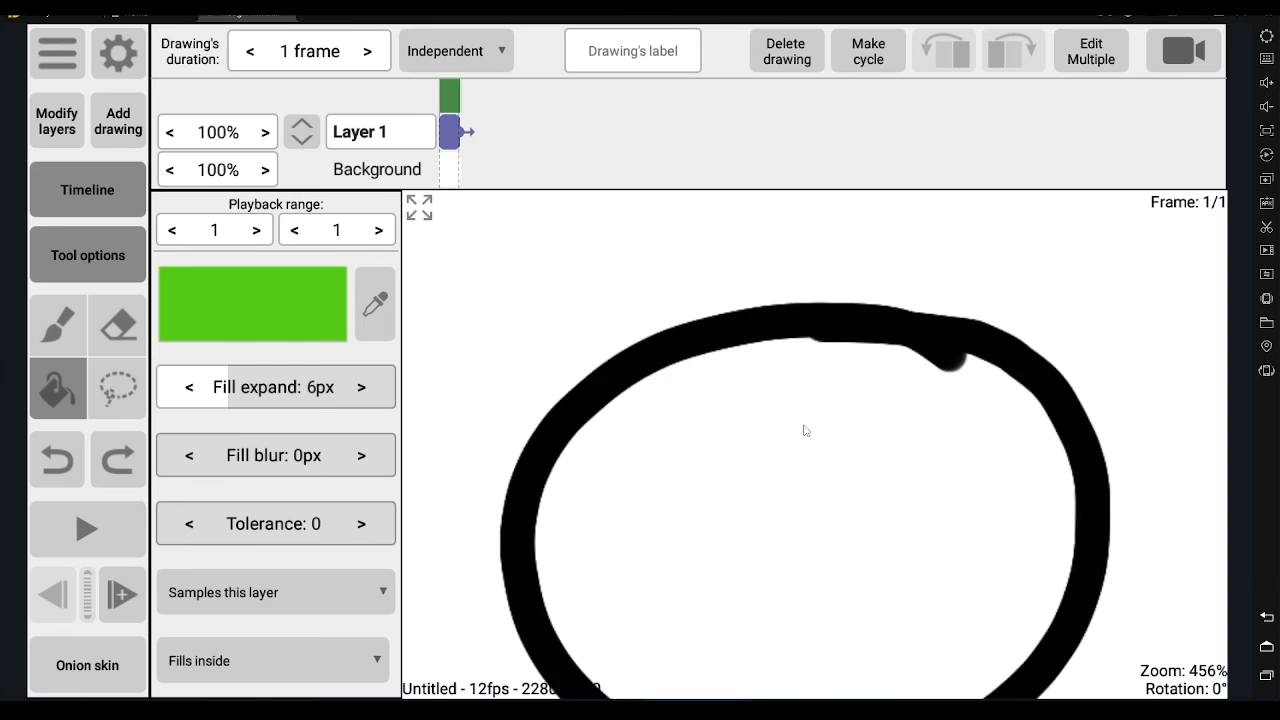 Drawing's
duration:
< 1 frame >
Independent
Drawing's label
Delete
drawing
Make
cycle
Edit
Multiple
Modify
layers
Add
drawing
< 100% >
Layer 1
< 100% >
Background
Timeline
Playback range:
< 1 >
< 1 >
Frame: 1/1
Tool options
< Fill expand: 6px >
< Fill blur: 0px >
< Tolerance: 0 >
Samples this layer
Fills inside
Onion skin
Zoom: 456%
Untitled - 12fps - 228
Rotation: 0°